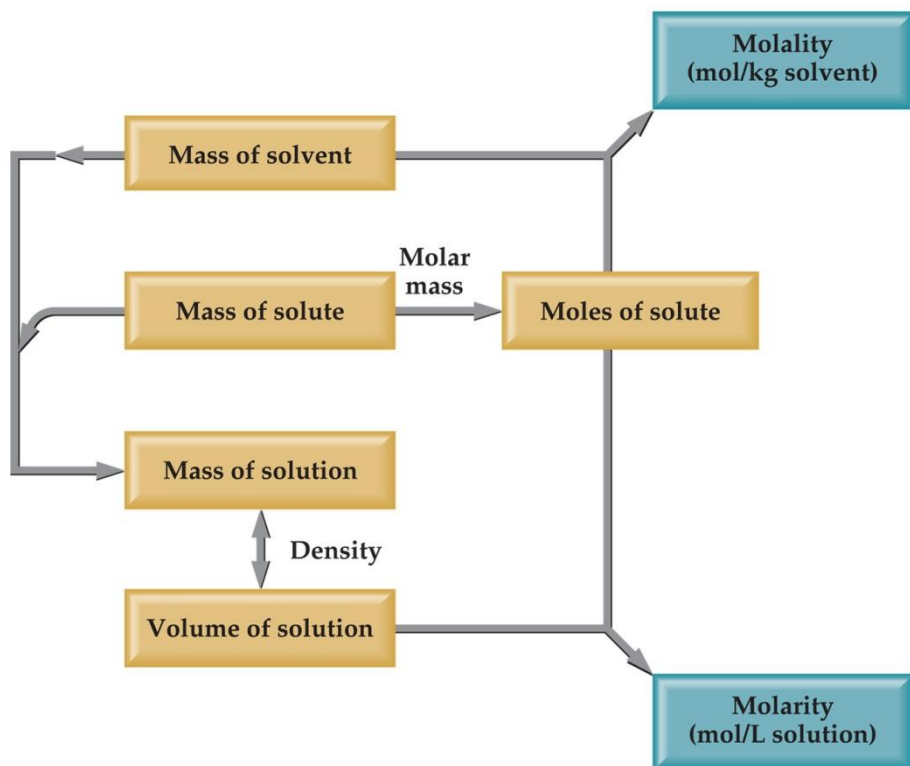 Molality
(mol/kg solvent)
Mass of solvent
Molar
mass
Mass of solute
Moles of solute
Mass of solution
Density
Volume of solution
Molarity
(mol/L solution)